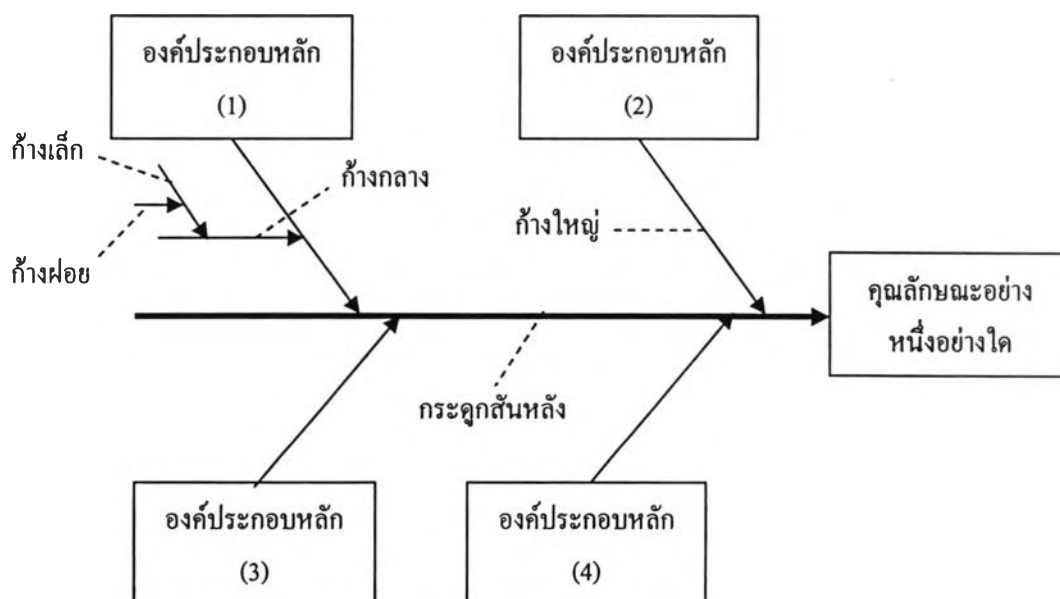 องค์ประกอบหลัก
(1)
องค์ประกอบหลัก
(2)
ก้างเล็ก
ก้างกลาง
ก้างใหญ่
ก้างฝอย
คุณลักษณะอย่าง
หนึ่งอย่างใด
กระดูกสันหลัง
องค์ประกอบหลัก
(3)
องค์ประกอบหลัก
(4)